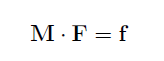 M · F = f